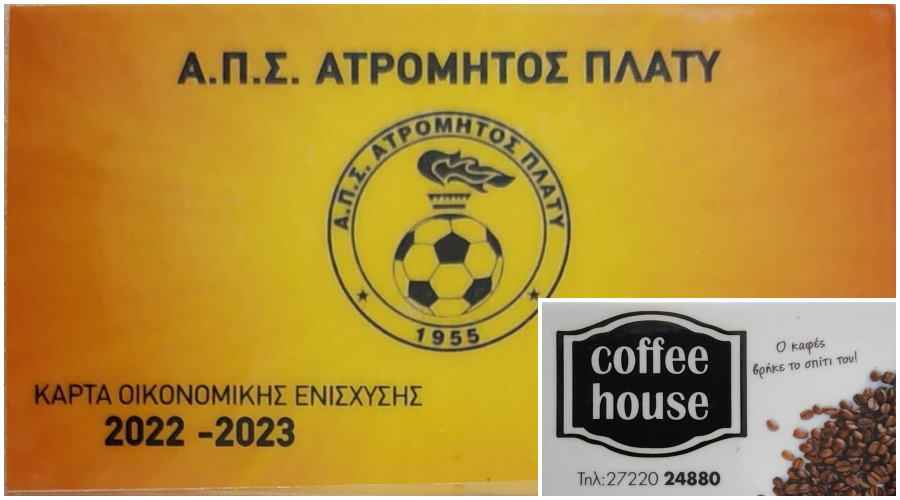 Α.Π.Σ. ΑΤΡΟΜΗΤΟΣ ΠΛΑΤΥ
Α.Π.Σ. ΑΤΡΟΜΗΤΟΣ ΠΛΑΤΥ
1955
ΚΑΡΤΑ ΟΙΚΟΝΟΜΙΚΗΣ ΕΝΙΣΧΥΣΗΣ
2022 -2023
coffee
house
Ο καφές
βρήκε το σπίτι του!
Τηλ:27220 24880